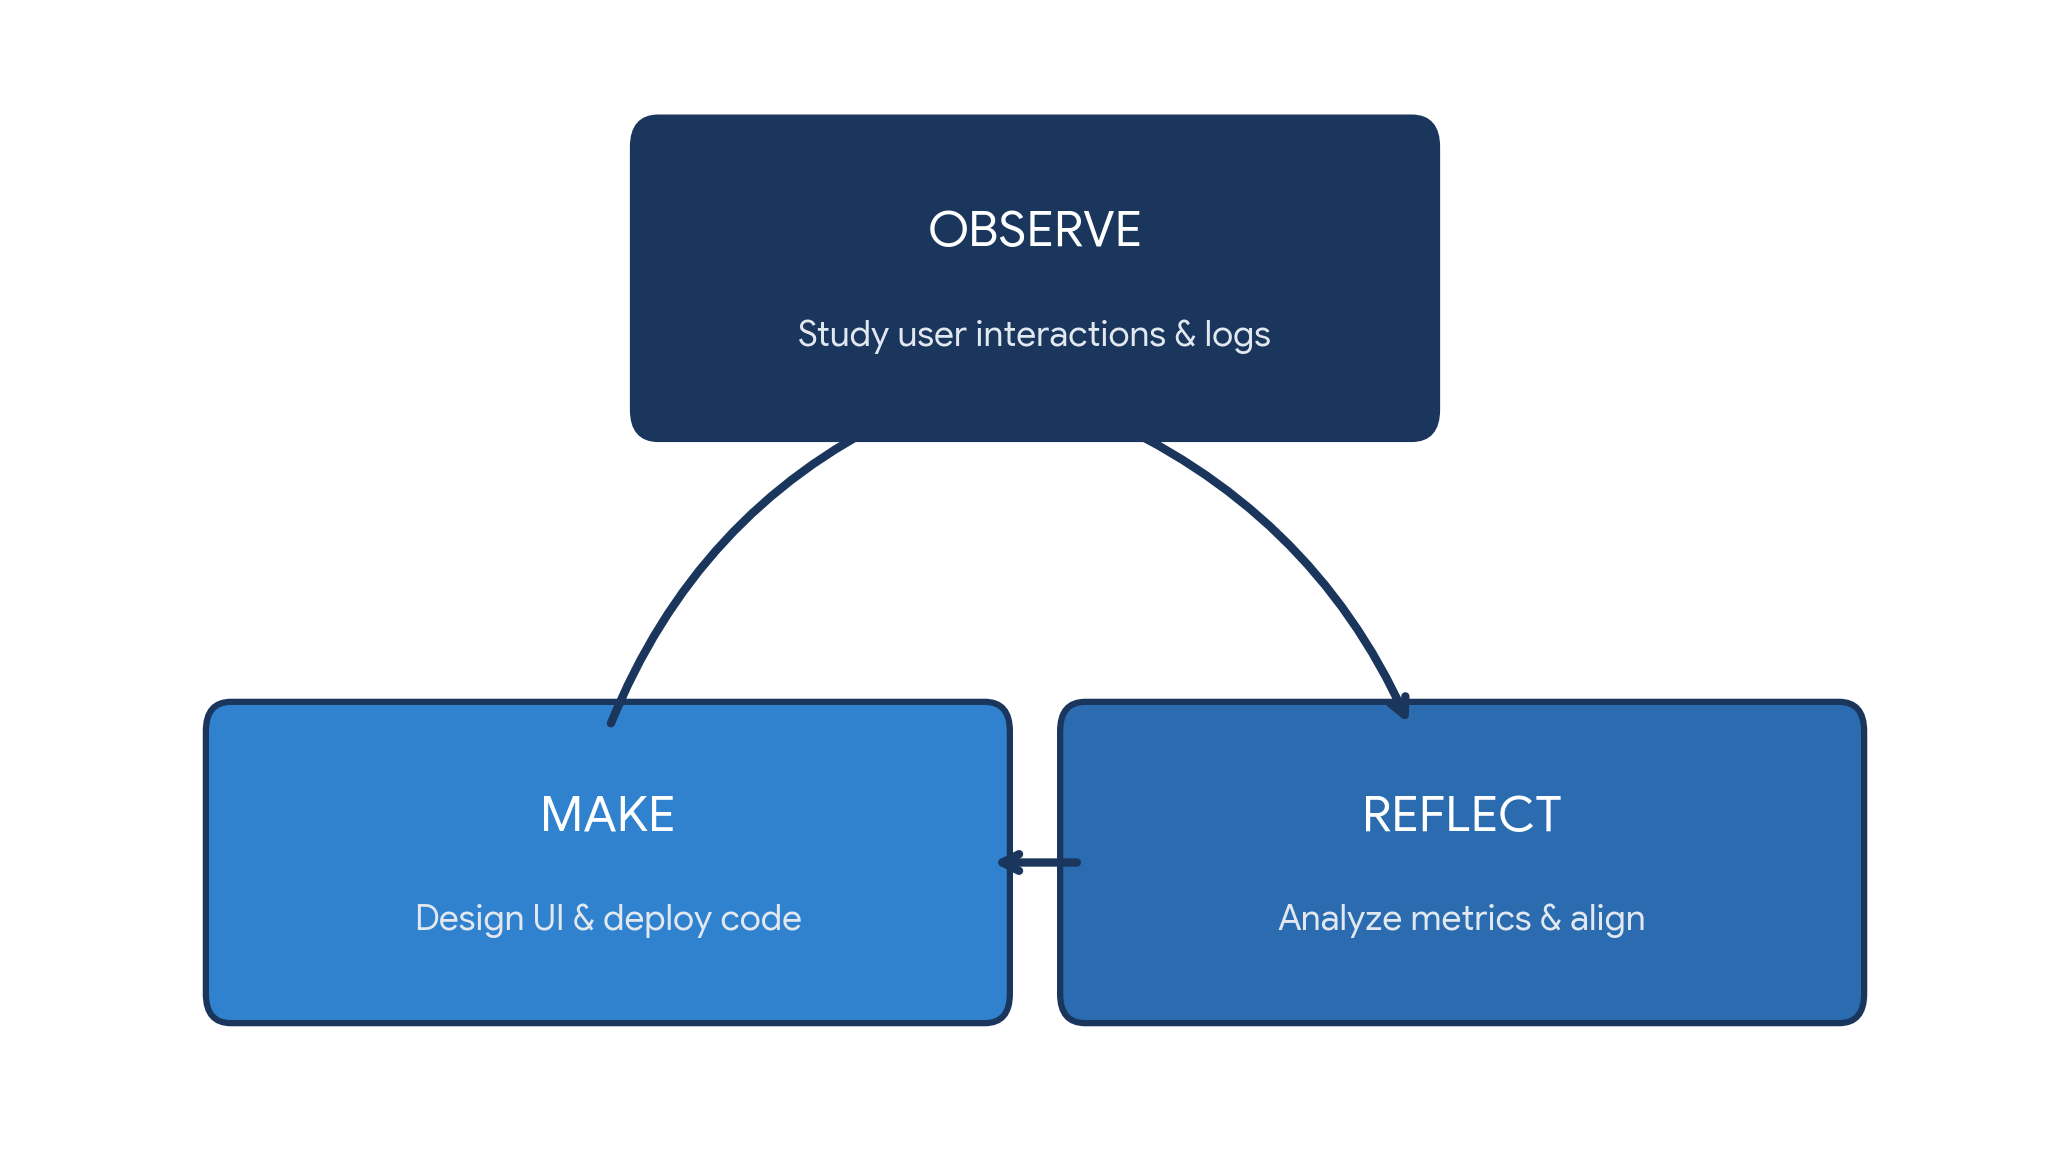 OBSERVE
Study user interactions & logs
MAKE
Design UI & deploy code
REFLECT
Analyze metrics & align